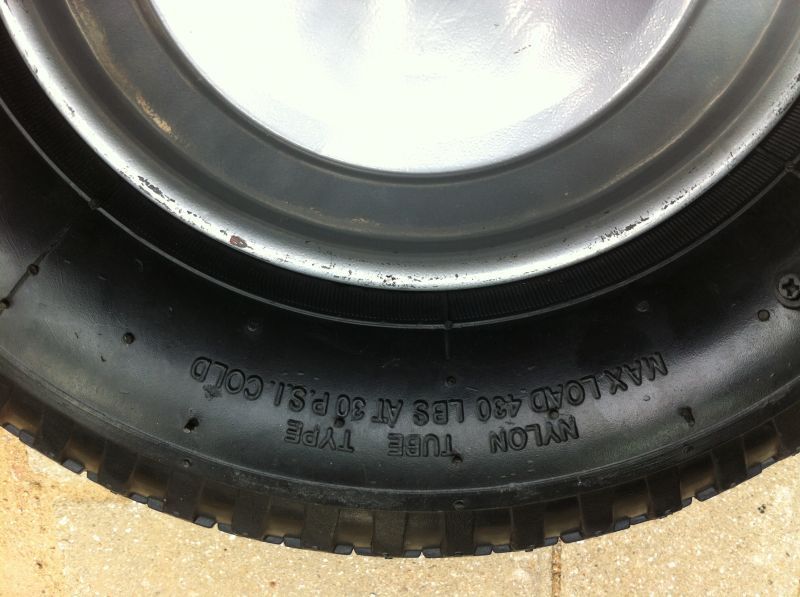 NYLON TUBE TYPE
MAX.LOAD 430 LBS AT 30 P.S.I. COLD